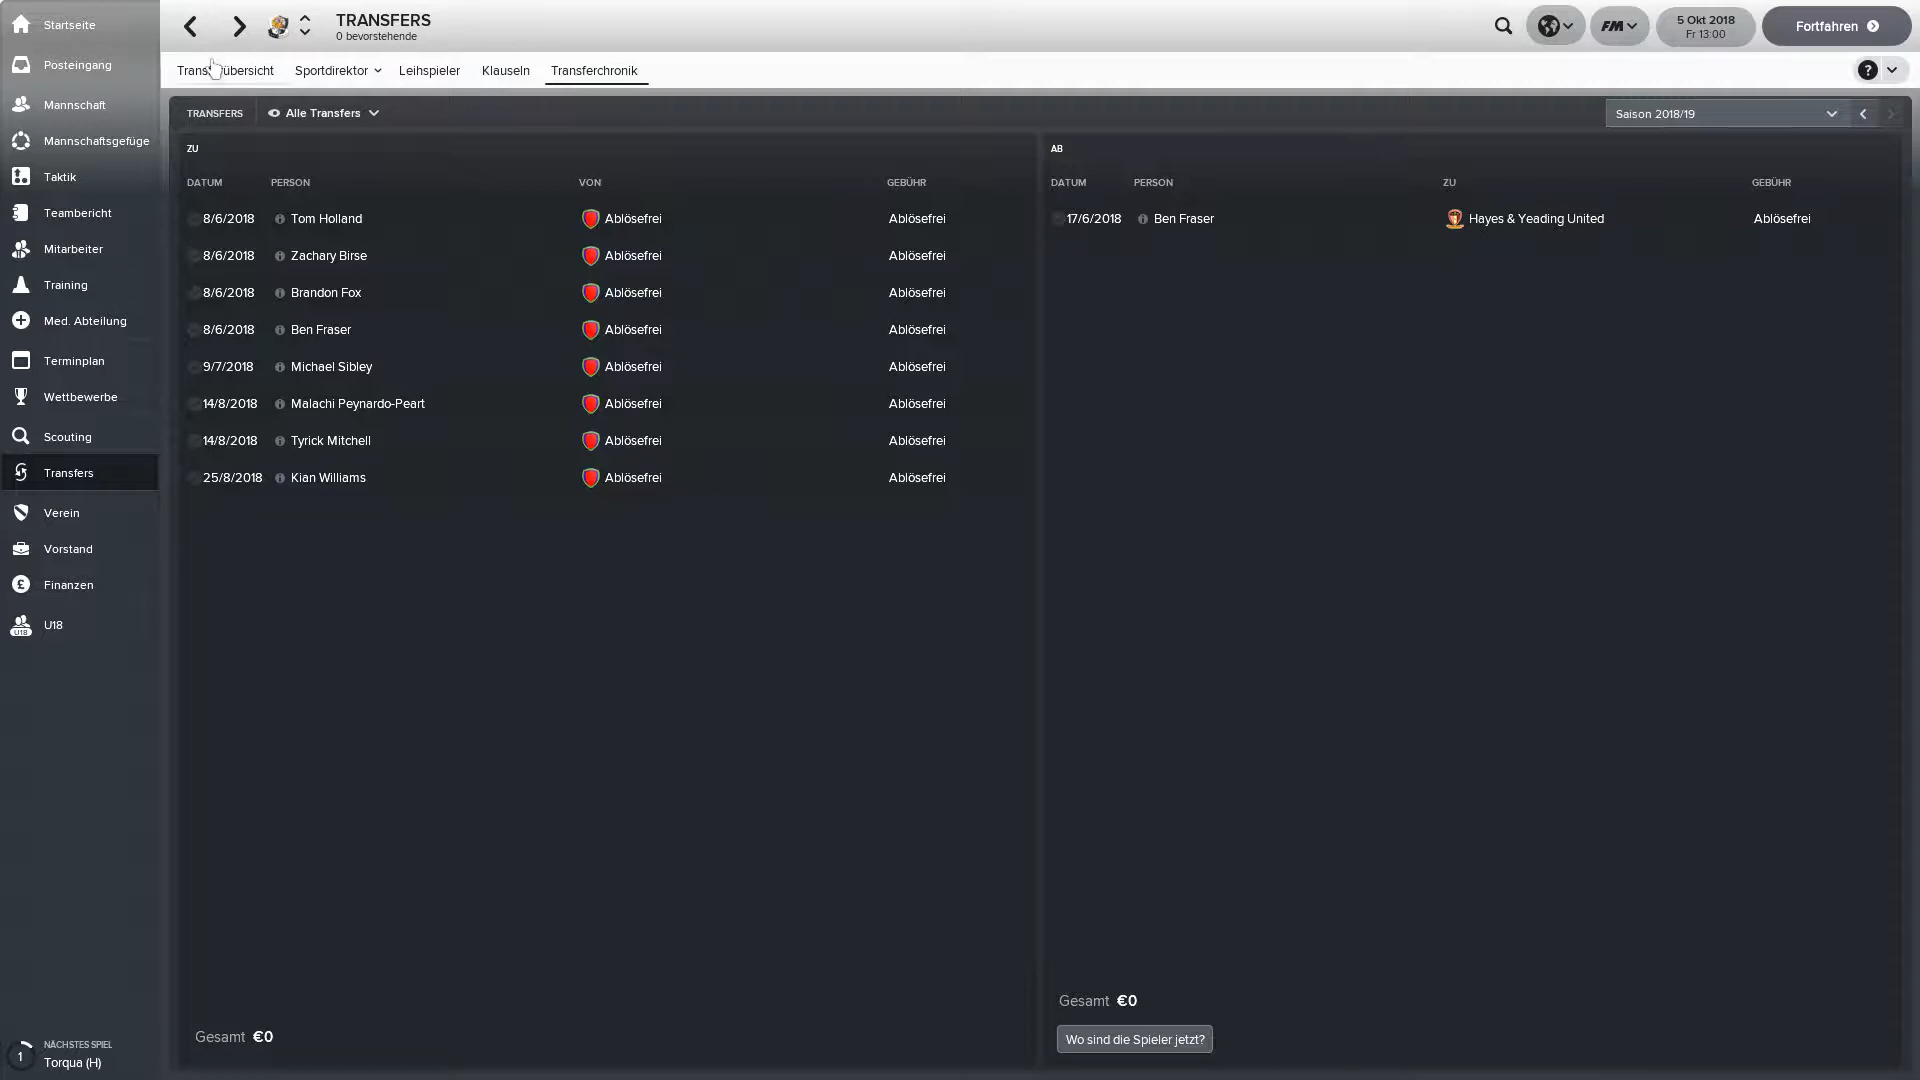 Startseite
Posteingang
Mannschaft
Mannschaftsgefüge
Taktik
Teambericht
Mitarbeiter
Training
Med. Abteilung
Terminplan
Wettbewerbe
Scouting
Transfers
Verein
Vorstand
Finanzen
U18
U18
NÄCHSTES SPIEL
1 Torqua (H)
TRANSFERS
0 bevorstehende
FM
5 Okt 2018
Fr 13:00
Fortfahren
Sportdirektor Leihspieler Klauseln Transferchronik ?
TRANSFERS Alle Transfers Saison 2018/19
ZU
DATUM PERSON VON GEBÜHR
8/6/2018 Tom Holland Ablösefrei Ablösefrei
8/6/2018 Zachary Birse Ablösefrei Ablösefrei
8/6/2018 Brandon Fox Ablösefrei Ablösefrei
8/6/2018 Ben Fraser Ablösefrei Ablösefrei
9/7/2018 Michael Sibley Ablösefrei Ablösefrei
14/8/2018 Malachi Peynardo-Peart Ablösefrei Ablösefrei
14/8/2018 Tyrick Mitchell Ablösefrei Ablösefrei
25/8/2018 Kian Williams Ablösefrei Ablösefrei
Gesamt €0
AB
DATUM PERSON ZU GEBÜHR
17/6/2018 Ben Fraser Hayes & Yeading United Ablösefrei
Gesamt €0
Wo sind die Spieler jetzt?